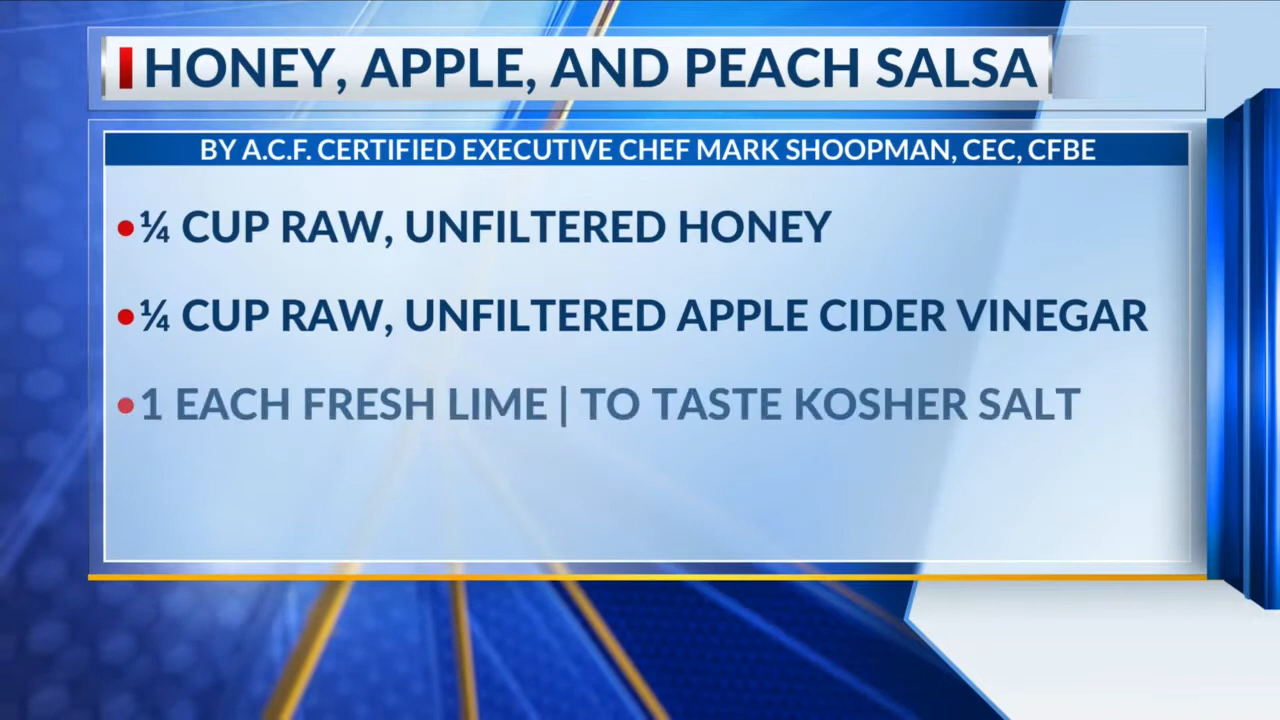 HONEY, APPLE, AND PEACH SALSA
BY A.C.F. CERTIFIED EXECUTIVE CHEF MARK SHOOPMAN, CEC, CFBE
•¼ CUP RAW, UNFILTERED HONEY
•¼ CUP RAW, UNFILTERED APPLE CIDER VINEGAR
•1 EACH FRESH LIME | TO TASTE KOSHER SALT